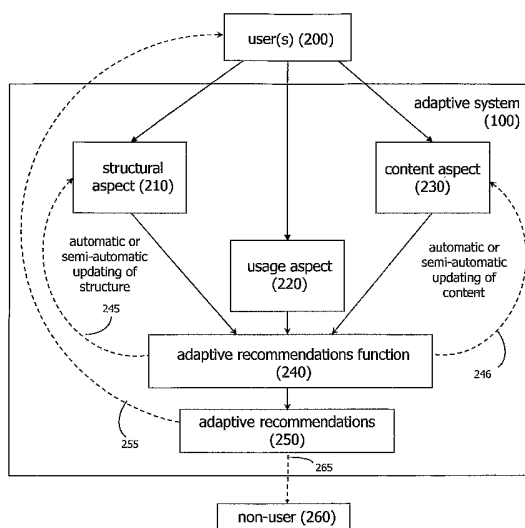 user(s) (200)
adaptive system
(100)
structural
aspect (210)
content aspect
(230)
automatic or
semi-automatic
updating of
structure
245
usage aspect
(220)
automatic or
semi-automatic
updating of
content
246
adaptive recommendations function
(240)
255
adaptive recommendations
(250)
265
non-user (260)